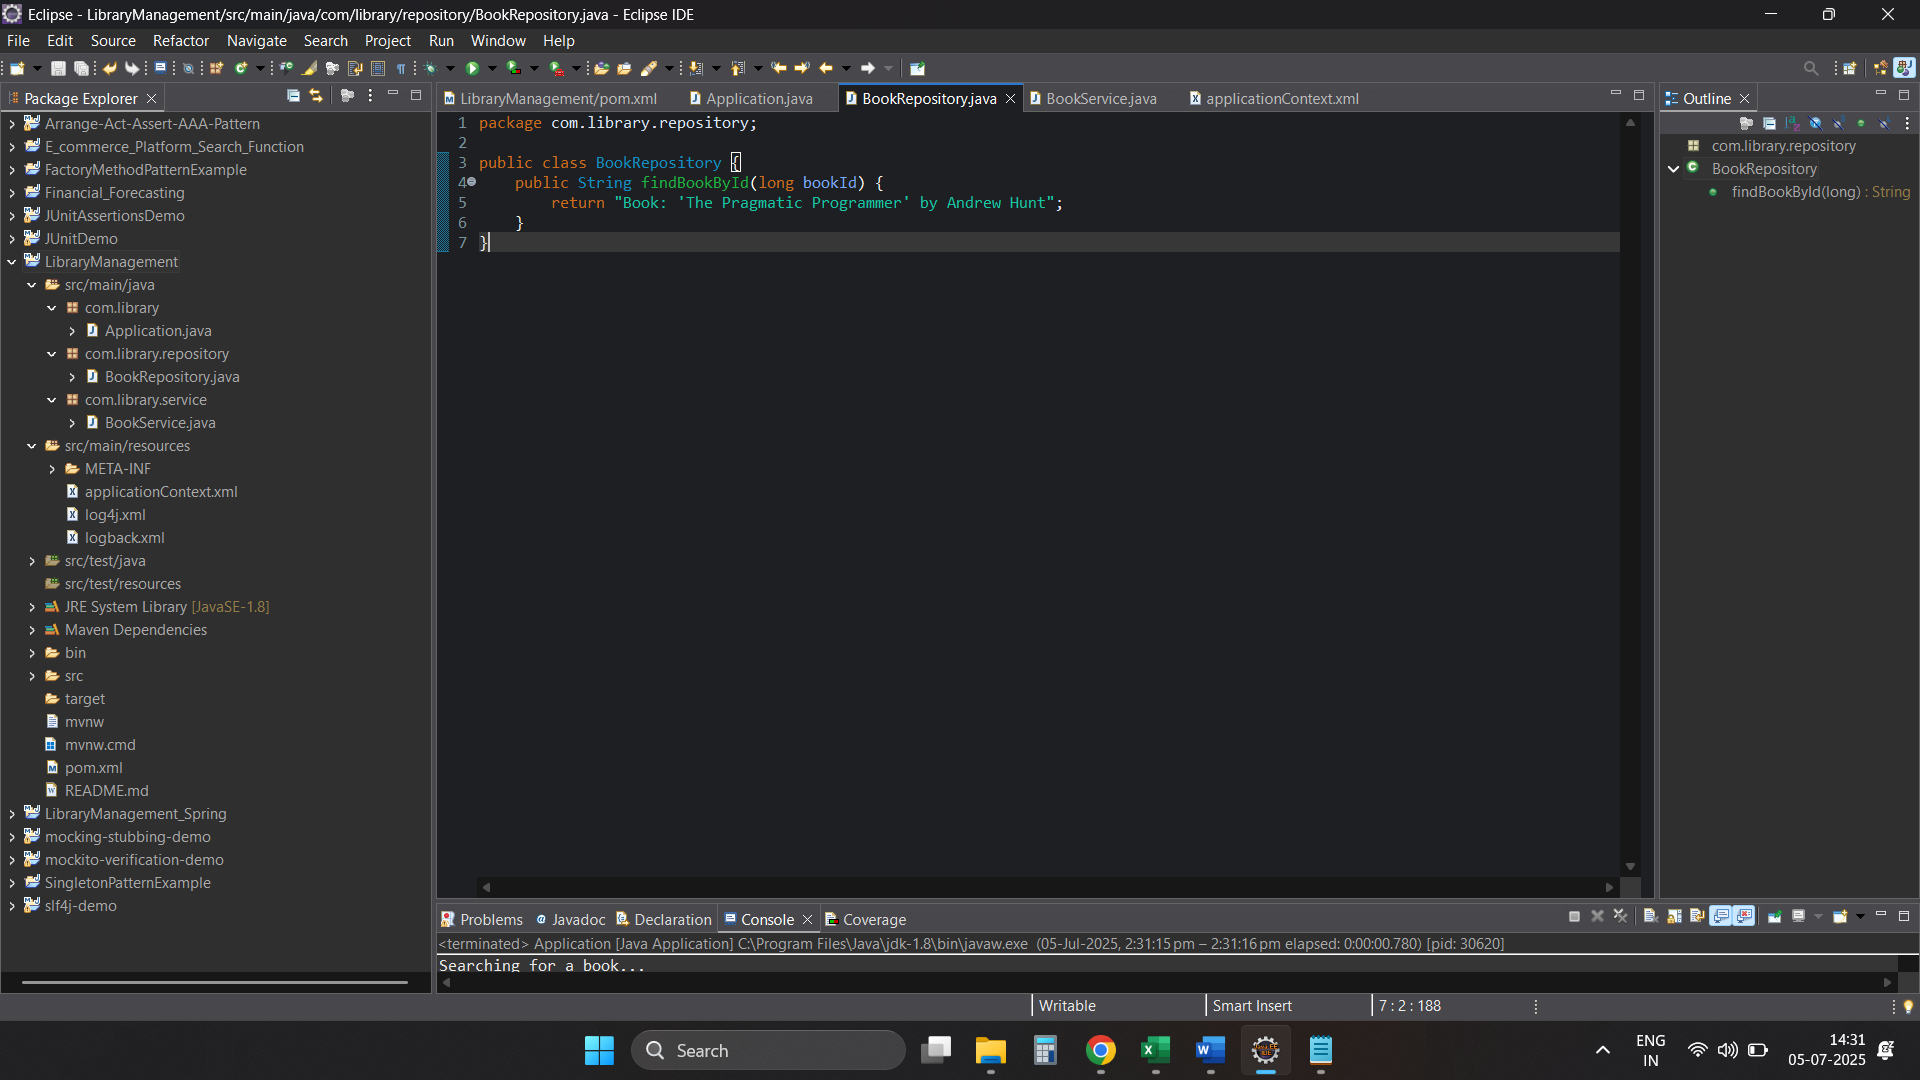 Eclipse - LibraryManagement/src/main/java/com/library/repository/BookRepository.java - Eclipse IDE
File Edit Source Refactor Navigate Search Project Run Window Help
Package Explorer
Arrange-Act-Assert-AAA-Pattern
E_commerce_Platform_Search_Function
FactoryMethodPatternExample
Financial_Forecasting
JUnitAssertionsDemo
JUnitDemo
LibraryManagement
src/main/java
com.library
Application.java
com.library.repository
BookRepository.java
com.library.service
BookService.java
src/main/resources
META-INF
applicationContext.xml
log4j.xml
logback.xml
src/test/java
src/test/resources
JRE System Library [JavaSE-1.8]
Maven Dependencies
bin
src
target
mvnw
mvnw.cmd
pom.xml
README.md
LibraryManagement_Spring
mocking-stubbing-demo
mockito-verification-demo
SingletonPatternExample
slf4j-demo
LibraryManagement/pom.xml Application.java BookRepository.java BookService.java applicationContext.xml
1 package com.library.repository;
2
3 public class BookRepository {
4 public String findBookById(long bookId) {
5 return "Book: 'The Pragmatic Programmer' by Andrew Hunt";
6 }
7 }
Outline
com.library.repository
BookRepository
findBookById(long) : String
Problems Javadoc Declaration Console Coverage
<terminated> Application [Java Application] C:\Program Files\Java\jdk-1.8\bin\javaw.exe (05-Jul-2025, 2:31:15 pm – 2:31:16 pm elapsed: 0:00:00.780) [pid: 30620]
Searching for a book...
Writable Smart Insert 7 : 2 : 188
Search
ENG
IN
14:31
05-07-2025